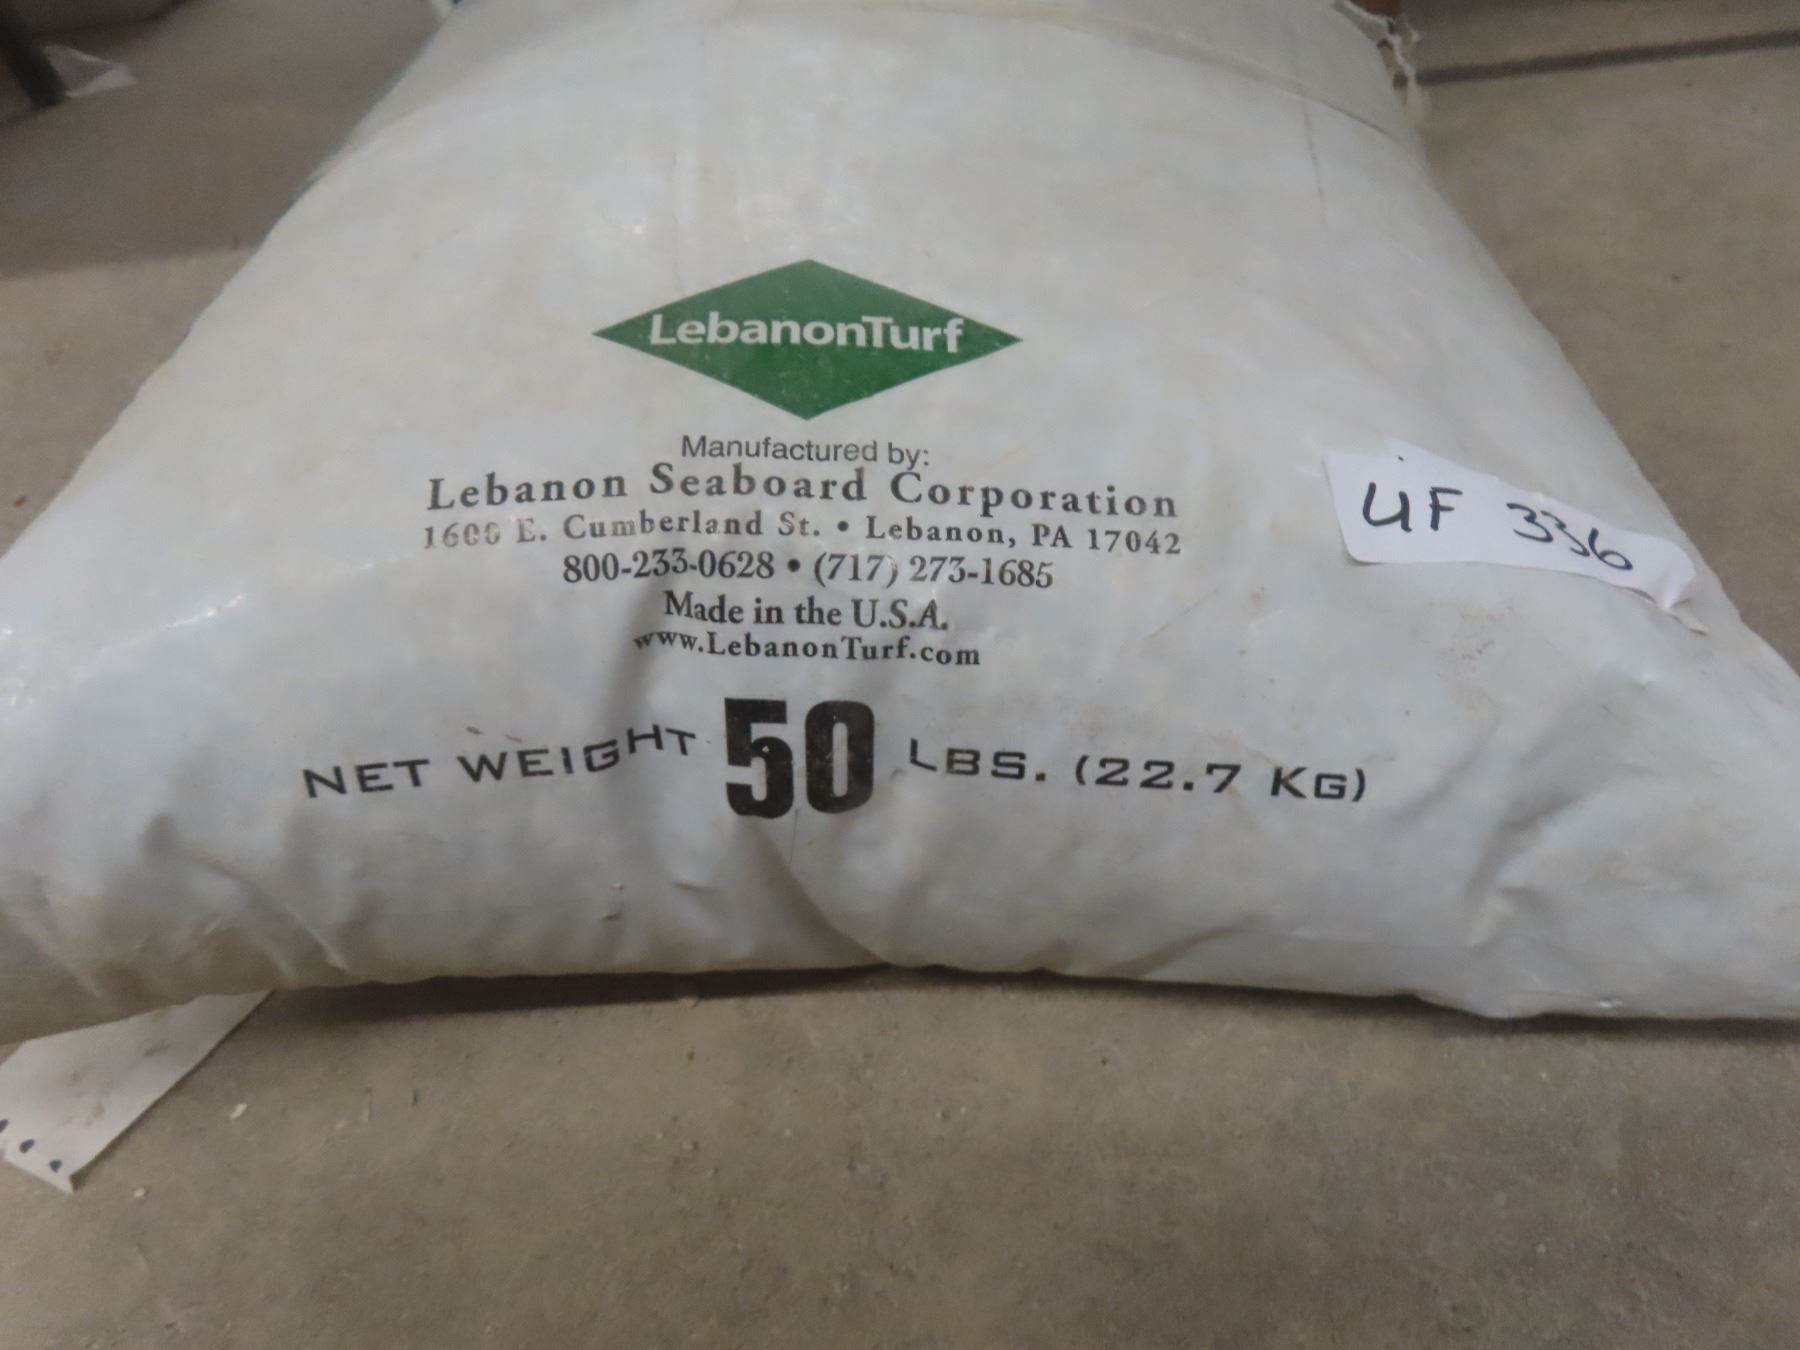 LebanonTurf
Manufactured by:
Lebanon Seaboard Corporation
1600 E. Cumberland St. • Lebanon, PA 17042
800-233-0628 • (717) 273-1685
Made in the U.S.A.
www.LebanonTurf.com
UF 336
NET WEIGHT 50 LBS. (22.7 KG)